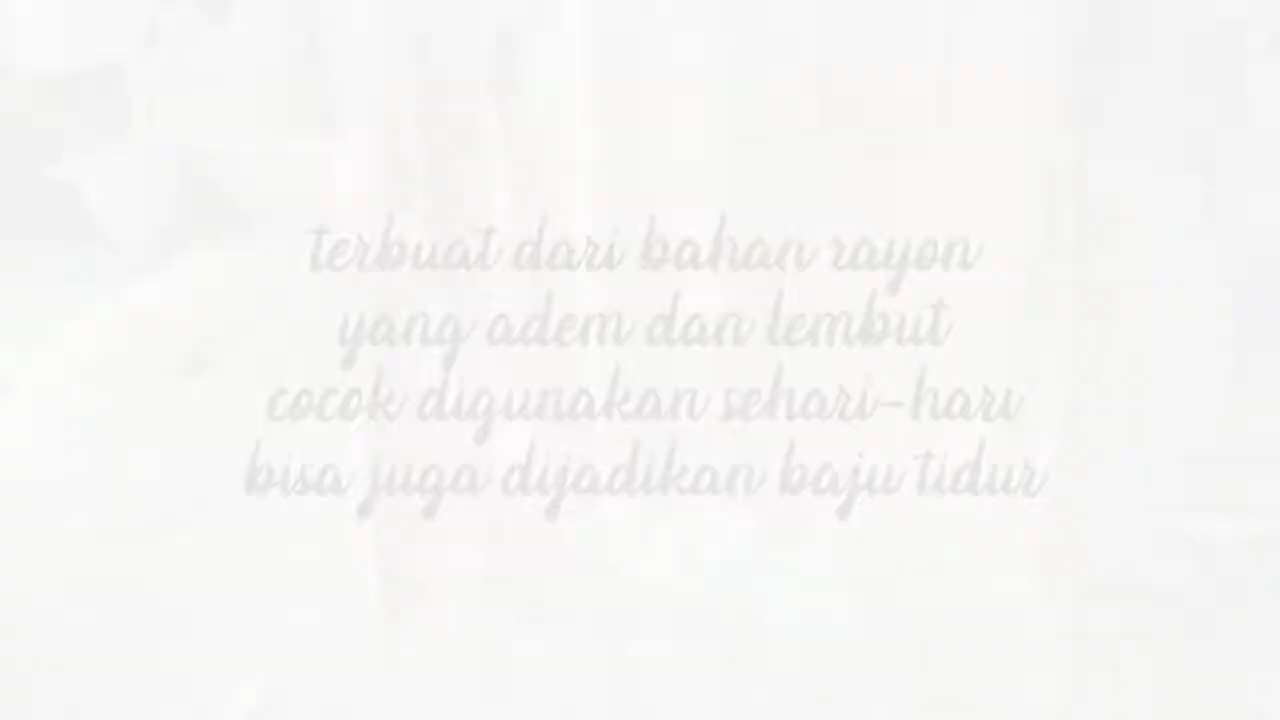 terbuat dari bahan rayon
yang adem dan lembut
cocok digunakan sehari-hari
bisa juga dijadikan baju tidur